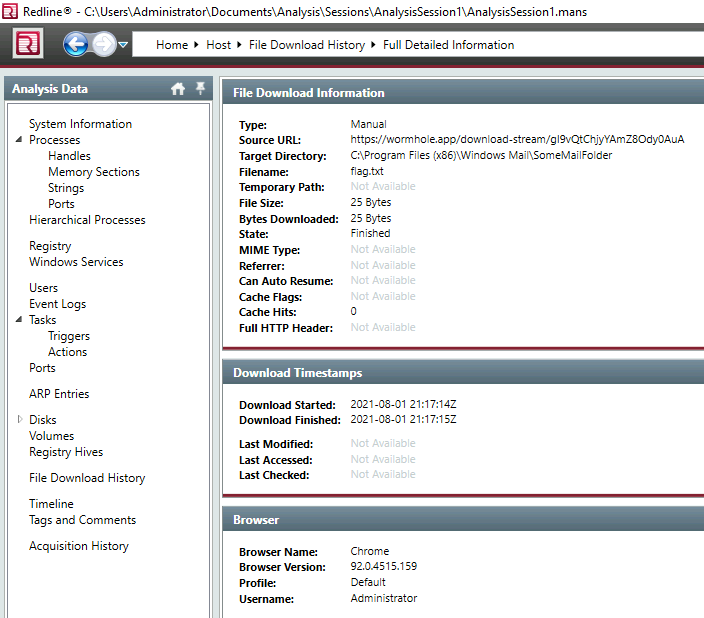 Redline® - C:\Users\Administrator\Documents\Analysis\Sessions\AnalysisSession1\AnalysisSession1.mans
Home Host File Download History Full Detailed Information
Analysis Data
System Information
Processes
Handles
Memory Sections
Strings
Ports
Hierarchical Processes
Registry
Windows Services
Users
Event Logs
Tasks
Triggers
Actions
Ports
ARP Entries
Disks
Volumes
Registry Hives
File Download History
Timeline
Tags and Comments
Acquisition History
File Download Information
Type: Manual
Source URL: https://wormhole.app/download-stream/gI9vQtChjyYAmZ8Ody0AuA
Target Directory: C:\Program Files (x86)\Windows Mail\SomeMailFolder
Filename: flag.txt
Temporary Path: Not Available
File Size: 25 Bytes
Bytes Downloaded: 25 Bytes
State: Finished
MIME Type: Not Available
Referrer: Not Available
Can Auto Resume: Not Available
Cache Flags: Not Available
Cache Hits: 0
Full HTTP Header: Not Available
Download Timestamps
Download Started: 2021-08-01 21:17:14Z
Download Finished: 2021-08-01 21:17:15Z
Last Modified: Not Available
Last Accessed: Not Available
Last Checked: Not Available
Browser
Browser Name: Chrome
Browser Version: 92.0.4515.159
Profile: Default
Username: Administrator